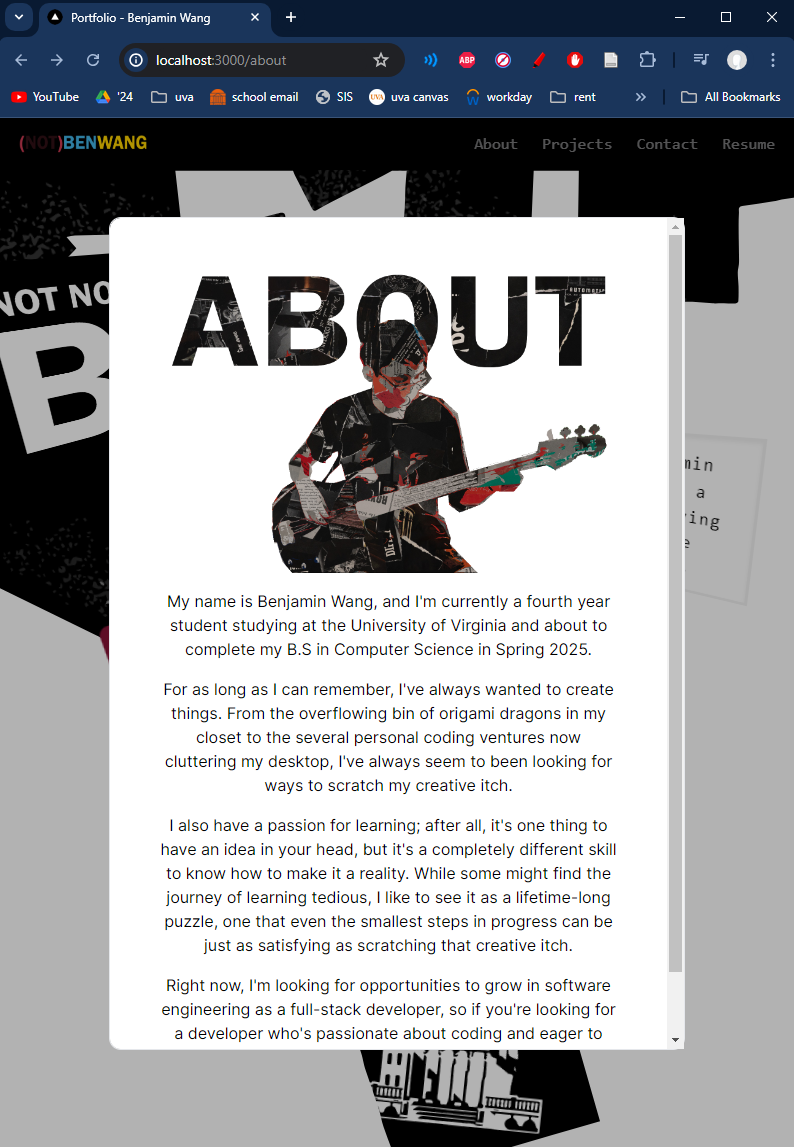 Portfolio - Benjamin Wang
localhost:3000/about
ABP
YouTube '24 uva school email SIS uva canvas workday rent » All Bookmarks
(NOT)BENWANG About Projects Contact Resume
NOT NO
B
ABOUT
min
a
ving
e
My name is Benjamin Wang, and I'm currently a fourth year
student studying at the University of Virginia and about to
complete my B.S in Computer Science in Spring 2025.
For as long as I can remember, I've always wanted to create
things. From the overflowing bin of origami dragons in my
closet to the several personal coding ventures now
cluttering my desktop, I've always seem to been looking for
ways to scratch my creative itch.
I also have a passion for learning; after all, it's one thing to
have an idea in your head, but it's a completely different skill
to know how to make it a reality. While some might find the
journey of learning tedious, I like to see it as a lifetime-long
puzzle, one that even the smallest steps in progress can be
just as satisfying as scratching that creative itch.
Right now, I'm looking for opportunities to grow in software
engineering as a full-stack developer, so if you're looking for
a developer who's passionate about coding and eager to